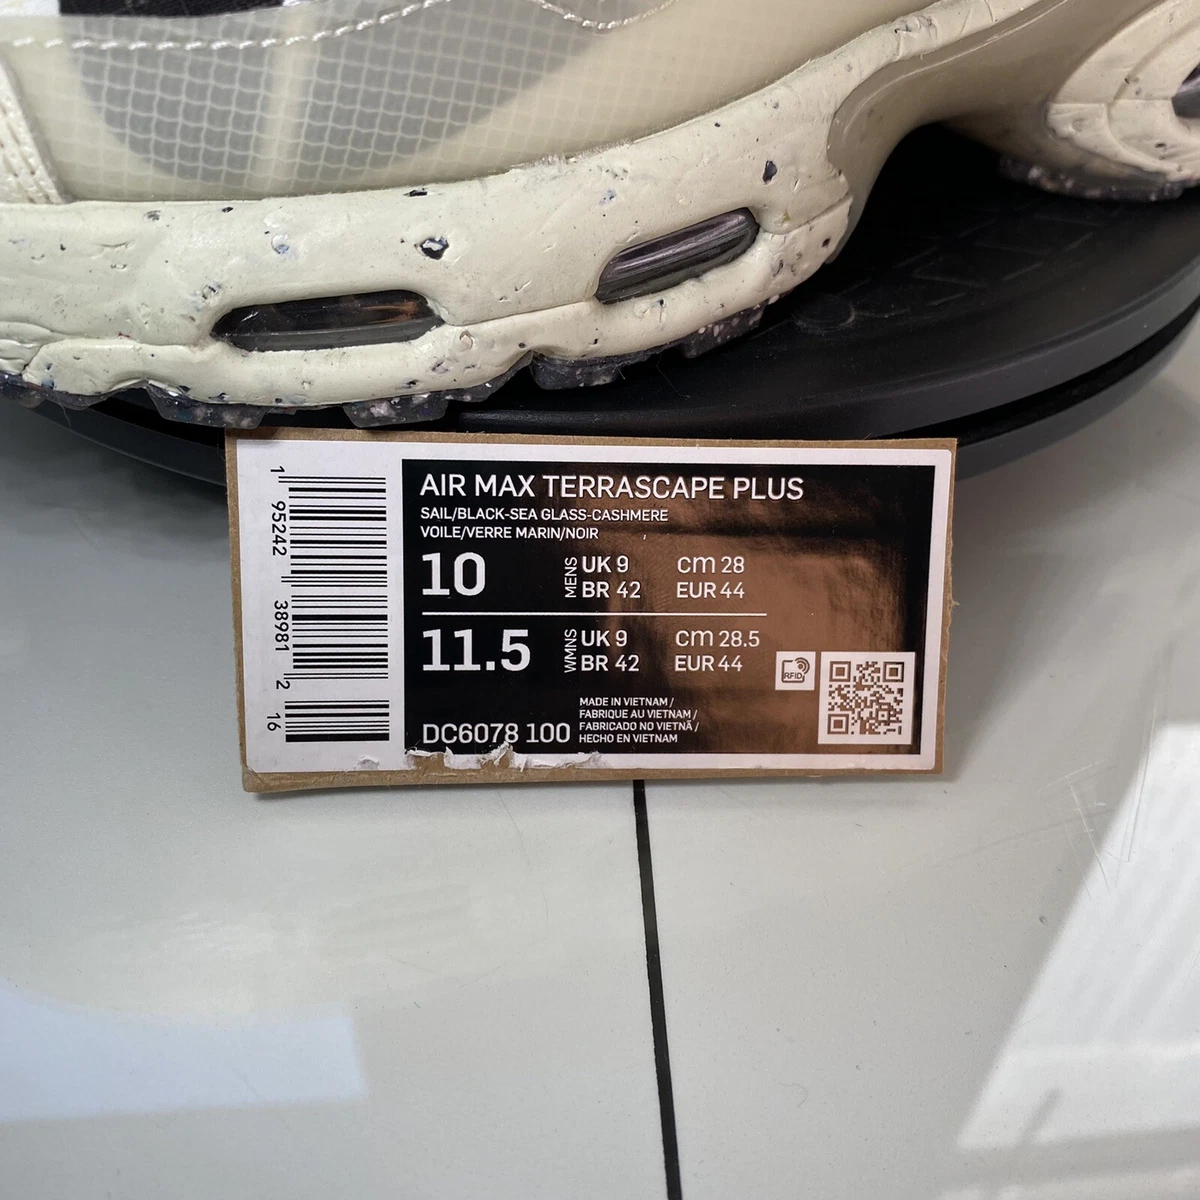 AIR MAX TERRASCAPE PLUS
SAIL/BLACK-SEA GLASS-CASHMERE
VOILE/VERRE MARIN/NOIR
10 MENS UK 9 CM 28
BR 42 EUR 44
11.5 WMNS UK 9 CM 28.5
BR 42 EUR 44
RFID
DC6078 100
MADE IN VIETNAM /
FABRIQUE AU VIETNAM /
FABRICADO NO VIETNÃ /
HECHO EN VIETNAM
1 95242 38981 2 16